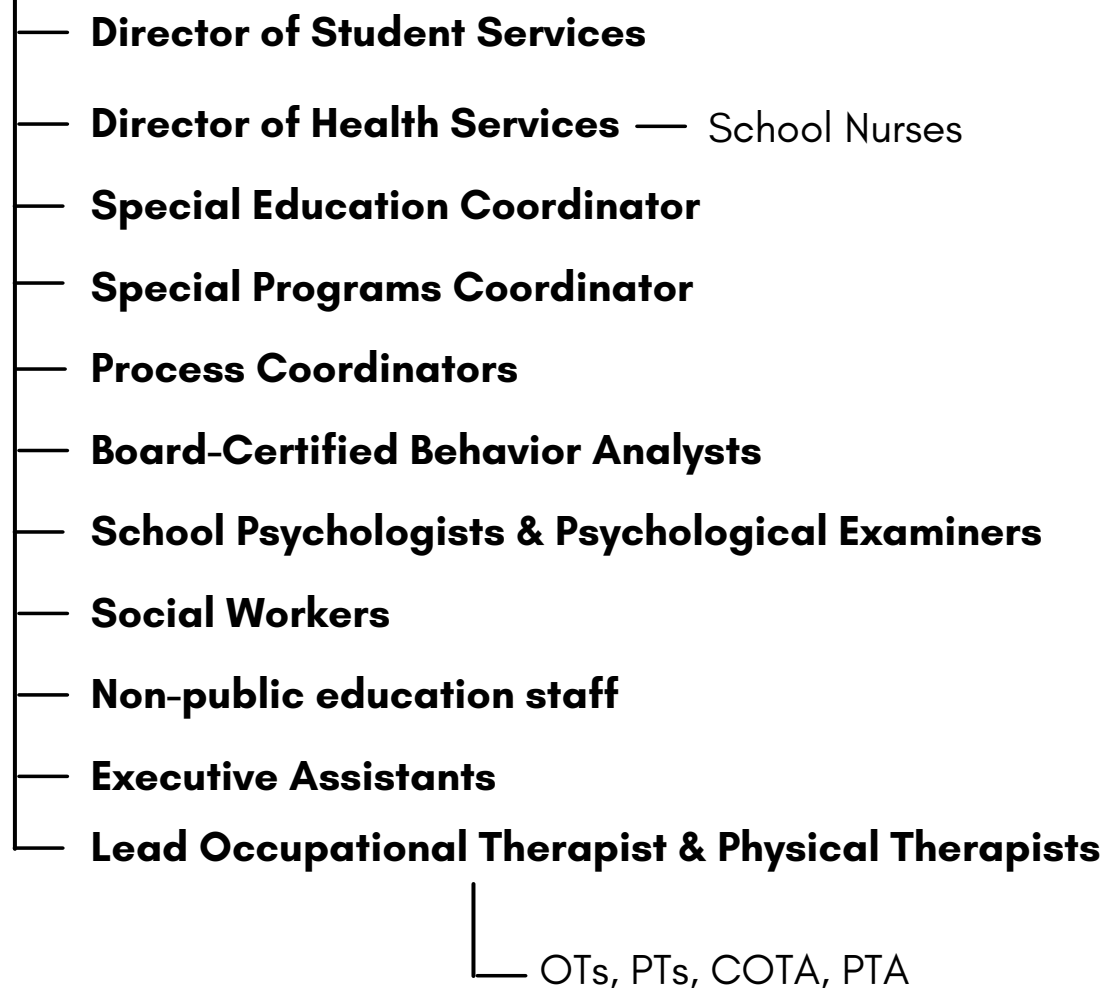 Director of Student Services
Director of Health Services School Nurses
Special Education Coordinator
Special Programs Coordinator
Process Coordinators
Board-Certified Behavior Analysts
School Psychologists & Psychological Examiners
Social Workers
Non-public education staff
Executive Assistants
Lead Occupational Therapist & Physical Therapists
OTs, PTs, COTA, PTA